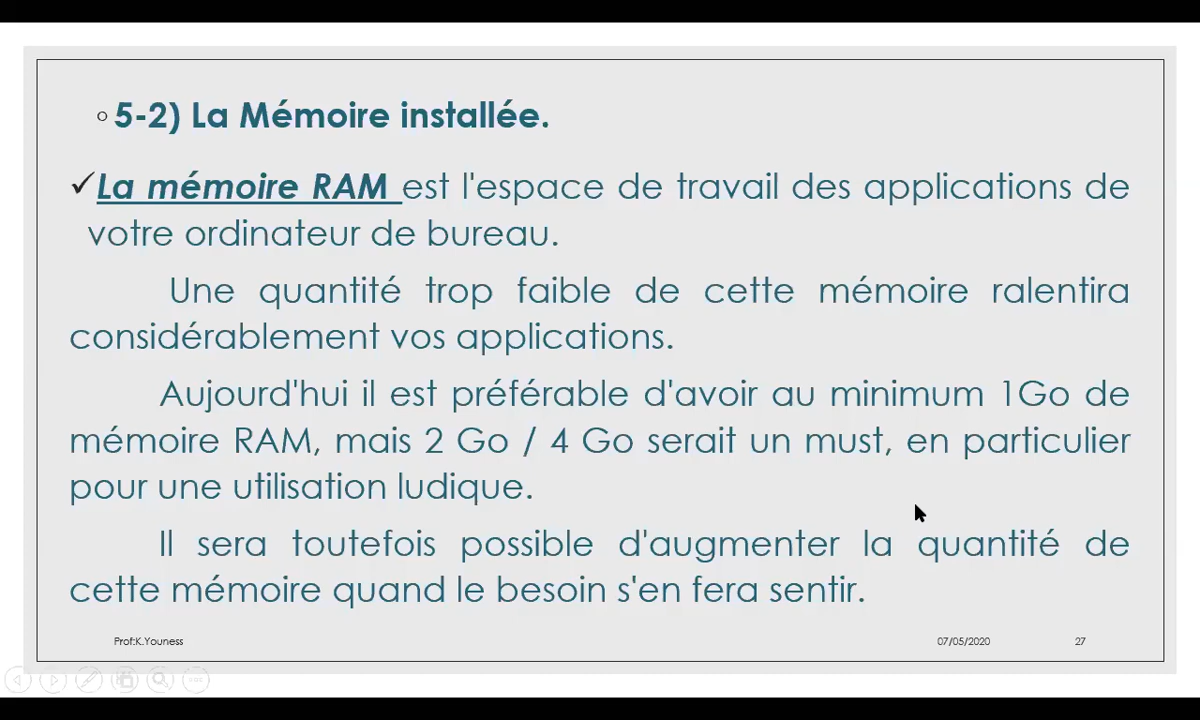 5-2) La Mémoire installée.
La mémoire RAM est l'espace de travail des applications de
votre ordinateur de bureau.
Une quantité trop faible de cette mémoire ralentira
considérablement vos applications.
Aujourd'hui il est préférable d'avoir au minimum 1Go de
mémoire RAM, mais 2 Go / 4 Go serait un must, en particulier
pour une utilisation ludique.
Il sera toutefois possible d'augmenter la quantité de
cette mémoire quand le besoin s'en fera sentir.
Prof:K.Youness 07/05/2020 27